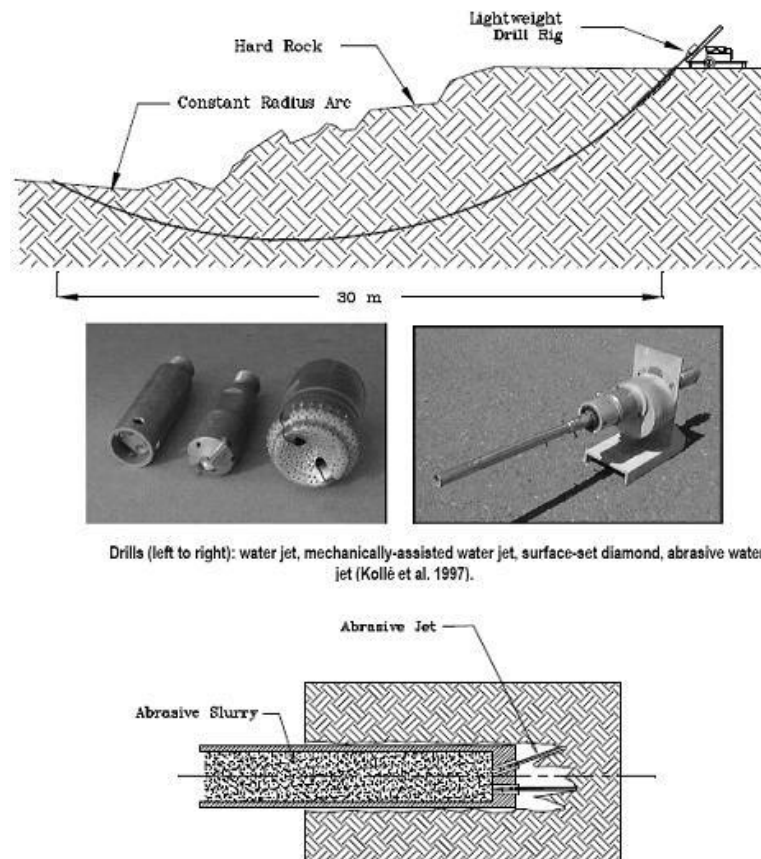 Lightweight
Drill Rig
Hard Rock
Constant Radius Arc
30 m
Drills (left to right): water jet, mechanically-assisted water jet, surface-set diamond, abrasive water
jet (Kollé et al. 1997).
Abrasive Jet
Abrasive Slurry